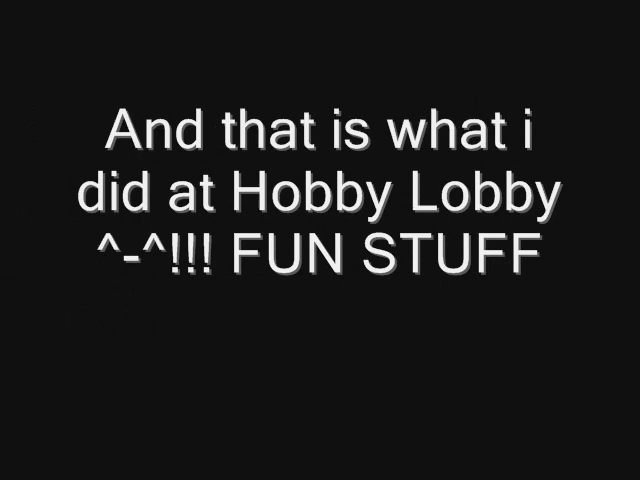 And that is what i
did at Hobby Lobby
^-^!!! FUN STUFF